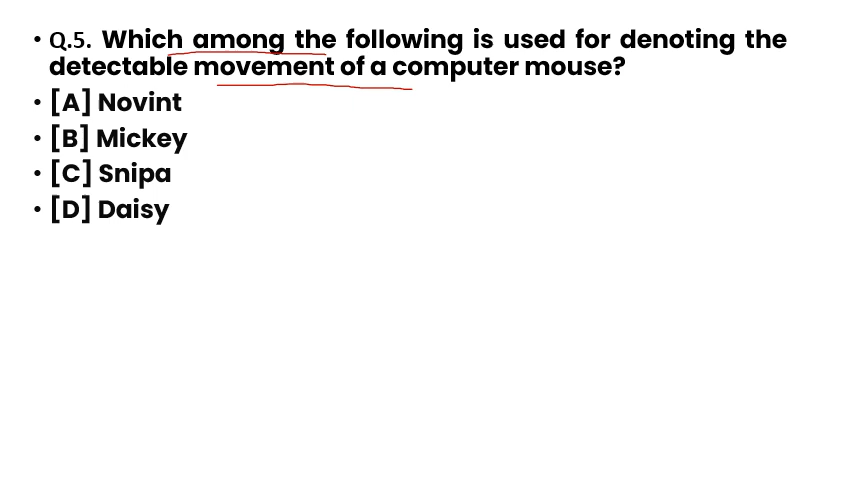 • Q.5. Which among the following is used for denoting the
detectable movement of a computer mouse?
• [A] Novint
• [B] Mickey
• [C] Snipa
• [D] Daisy